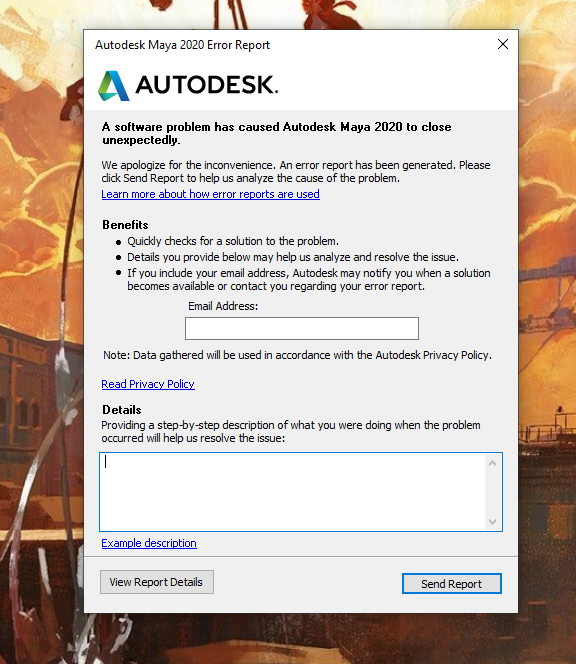 Autodesk Maya 2020 Error Report
AUTODESK.
A software problem has caused Autodesk Maya 2020 to close
unexpectedly.
We apologize for the inconvenience. An error report has been generated. Please
click Send Report to help us analyze the cause of the problem.
Learn more about how error reports are used
Benefits
• Quickly checks for a solution to the problem.
• Details you provide below may help us analyze and resolve the issue.
• If you include your email address, Autodesk may notify you when a solution
becomes available or contact you regarding your error report.
Email Address:
Note: Data gathered will be used in accordance with the Autodesk Privacy Policy.
Read Privacy Policy
Details
Providing a step-by-step description of what you were doing when the problem
occurred will help us resolve the issue:
Example description
View Report Details
Send Report